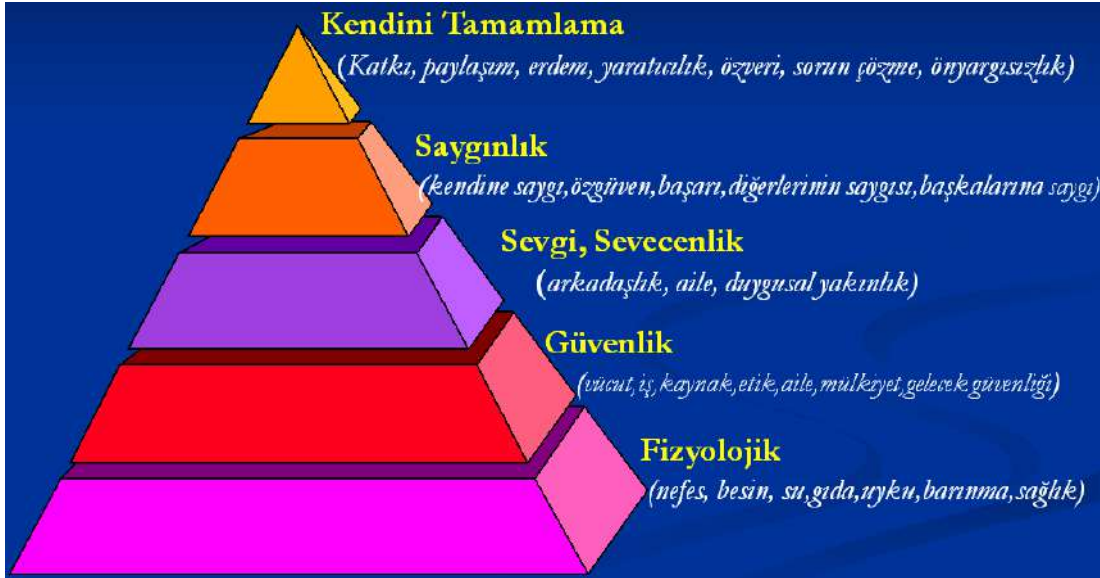 Kendini Tamamlama
(Katkı, paylaşım, erdem, yaratıcılık, özveri, sorun çözme, önyargısızlık)
Saygınlık
(kendine saygı,özgüven,başarı,diğerlerinin saygısı,başkalarına saygı)
Sevgi, Sevecenlik
(arkadaşlık, aile, duygusal yakınlık)
Güvenlik
(vücut,iş,kaynak,etik,aile,mülkiyet,gelecek güvenliği)
Fizyolojik
(nefes, besin, su,gıda,uyku,barınma,sağlık)